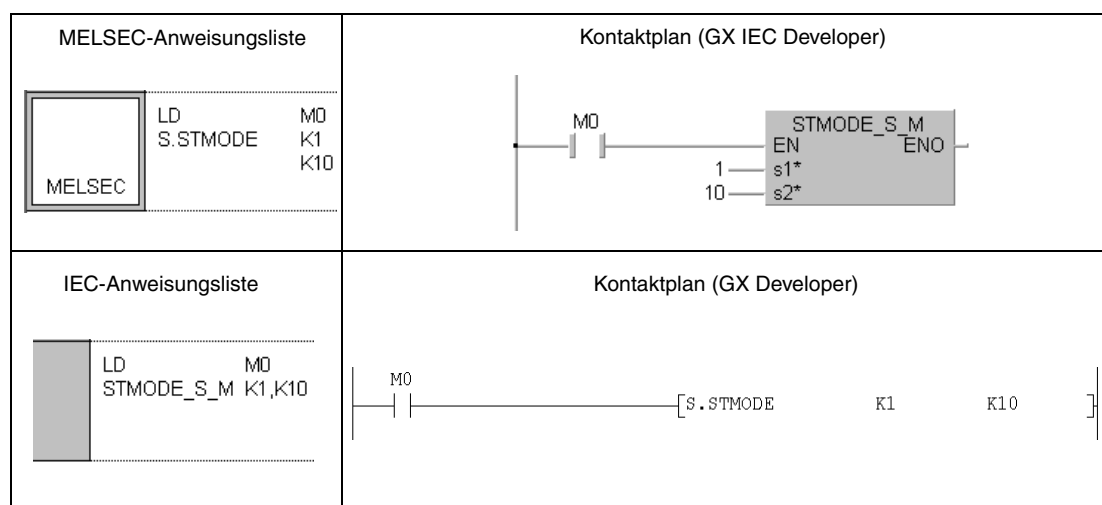 MELSEC-Anweisungsliste
Kontaktplan (GX IEC Developer)
MELSEC
LD M0
S.STMODE K1
K10
M0
STMODE_S_M
EN ENO
1 s1*
10 s2*
IEC-Anweisungsliste
Kontaktplan (GX Developer)
LD M0
STMODE_S_M K1,K10
M0
S.STMODE K1 K10